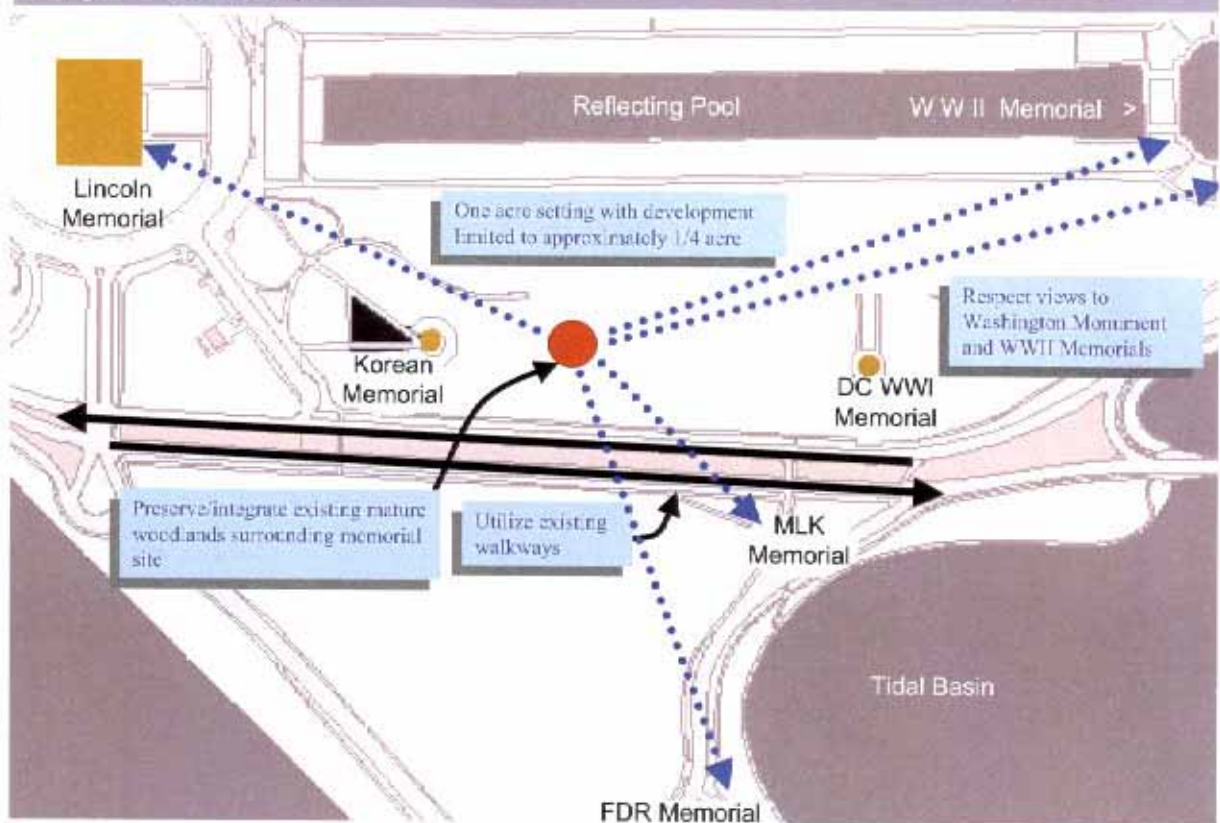 Reflecting Pool
W W II Memorial >
Lincoln
Memorial
One acre setting with development
limited to approximately 1/4 acre
Respect views to
Washington Monument
and WWII Memorials
Korean
Memorial
DC WWI
Memorial
Preserve/integrate existing mature
woodlands surrounding memorial
site
Utilize existing
walkways
MLK
Memorial
Tidal Basin
FDR Memorial